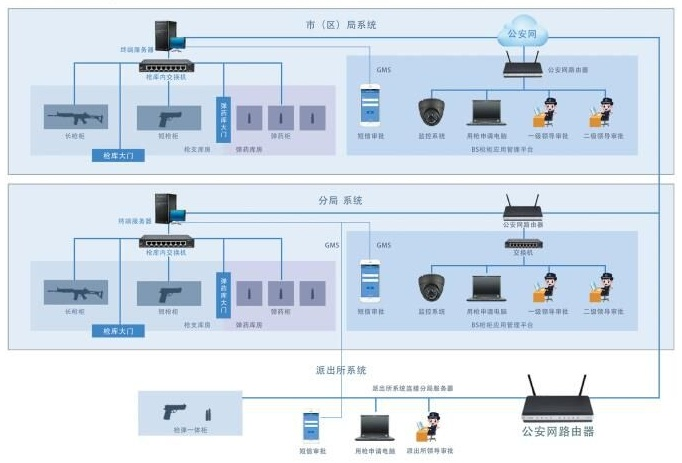 市（区）局系统
终端服务器
枪库内交换机
GMS
公安网
公安网路由器
长枪柜
短枪柜
弹药库大门
弹药柜
枪库大门
枪支库房
弹药库房
短信审批
监控系统
用枪申请电脑
一级领导审批
二级领导审批
BS枪柜应用管理平台
分局 系统
终端服务器
枪库内交换机
GMS
GMS
公安网路由器
交换机
长枪柜
短枪柜
弹药库大门
弹药柜
枪库大门
枪支库房
弹药库房
短信审批
监控系统
用枪申请电脑
一级领导审批
二级领导审批
BS枪柜应用管理平台
派出所系统
派出所系统连接分局服务器
枪弹一体柜
短信审批
用枪申请电脑
派出所领导审批
公安网路由器